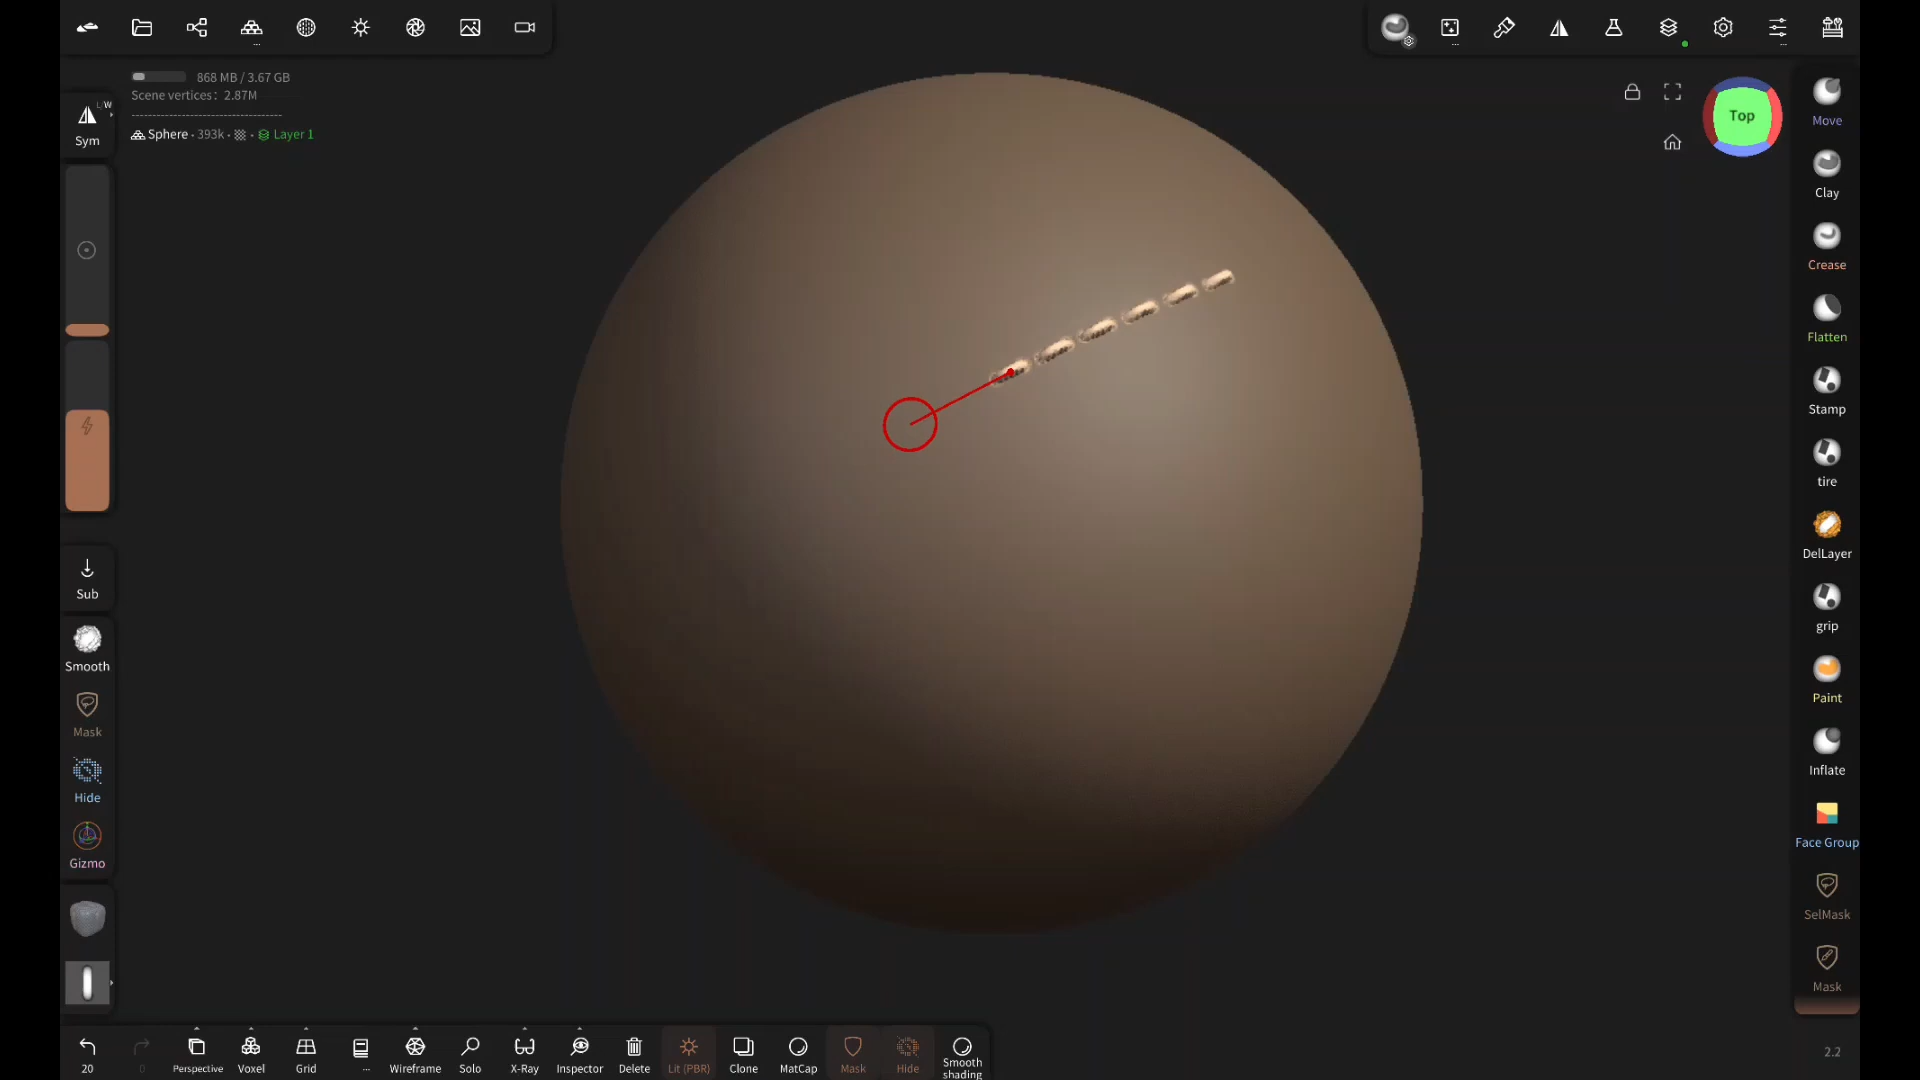 868 MB / 3.67 GB
Scene vertices: 2.87M
Sphere · 393k · Layer 1
L/W
Sym
Sub
Smooth
Mask
Hide
Gizmo
Top
Move
Clay
Crease
Flatten
Stamp
tire
DelLayer
grip
Paint
Inflate
Face Group
SelMask
Mask
2.2
20
0
Perspective
Voxel
Grid
...
Wireframe
Solo
X-Ray
Inspector
Delete
Lit (PBR)
Clone
MatCap
Mask
Hide
Smooth
shading